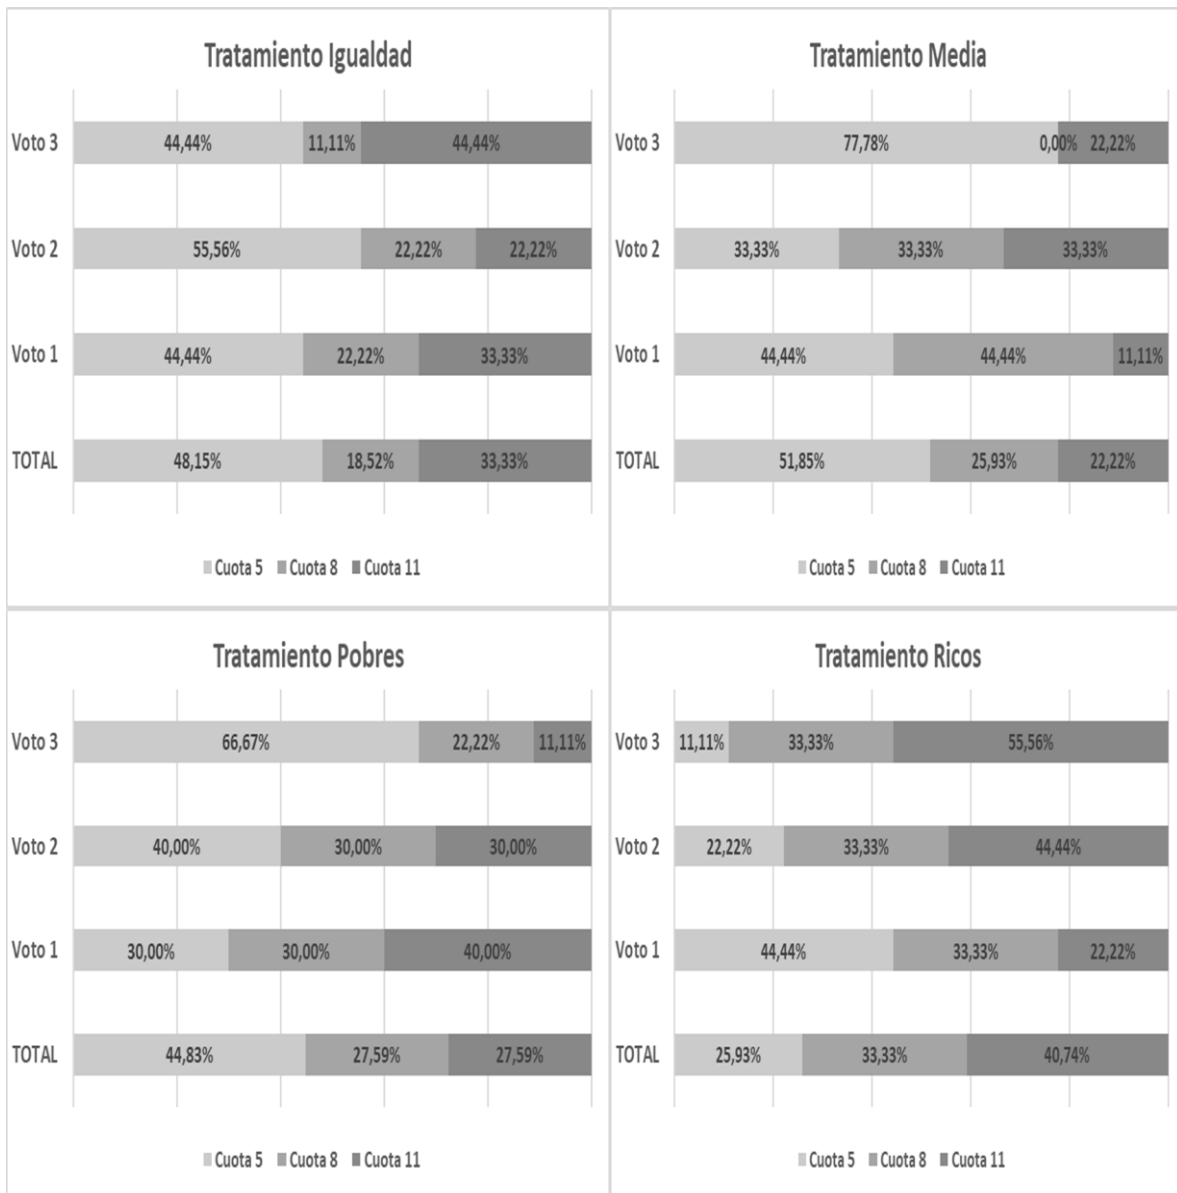 Tratamiento Igualdad
Voto 3 44,44% 11,11% 44,44%
Voto 2 55,56% 22,22% 22,22%
Voto 1 44,44% 22,22% 33,33%
TOTAL 48,15% 18,52% 33,33%
Cuota 5 Cuota 8 Cuota 11
Tratamiento Media
Voto 3 77,78% 0,00% 22,22%
Voto 2 33,33% 33,33% 33,33%
Voto 1 44,44% 44,44% 11,11%
TOTAL 51,85% 25,93% 22,22%
Cuota 5 Cuota 8 Cuota 11
Tratamiento Pobres
Voto 3 66,67% 22,22% 11,11%
Voto 2 40,00% 30,00% 30,00%
Voto 1 30,00% 30,00% 40,00%
TOTAL 44,83% 27,59% 27,59%
Cuota 5 Cuota 8 Cuota 11
Tratamiento Ricos
Voto 3 11,11% 33,33% 55,56%
Voto 2 22,22% 33,33% 44,44%
Voto 1 44,44% 33,33% 22,22%
TOTAL 25,93% 33,33% 40,74%
Cuota 5 Cuota 8 Cuota 11